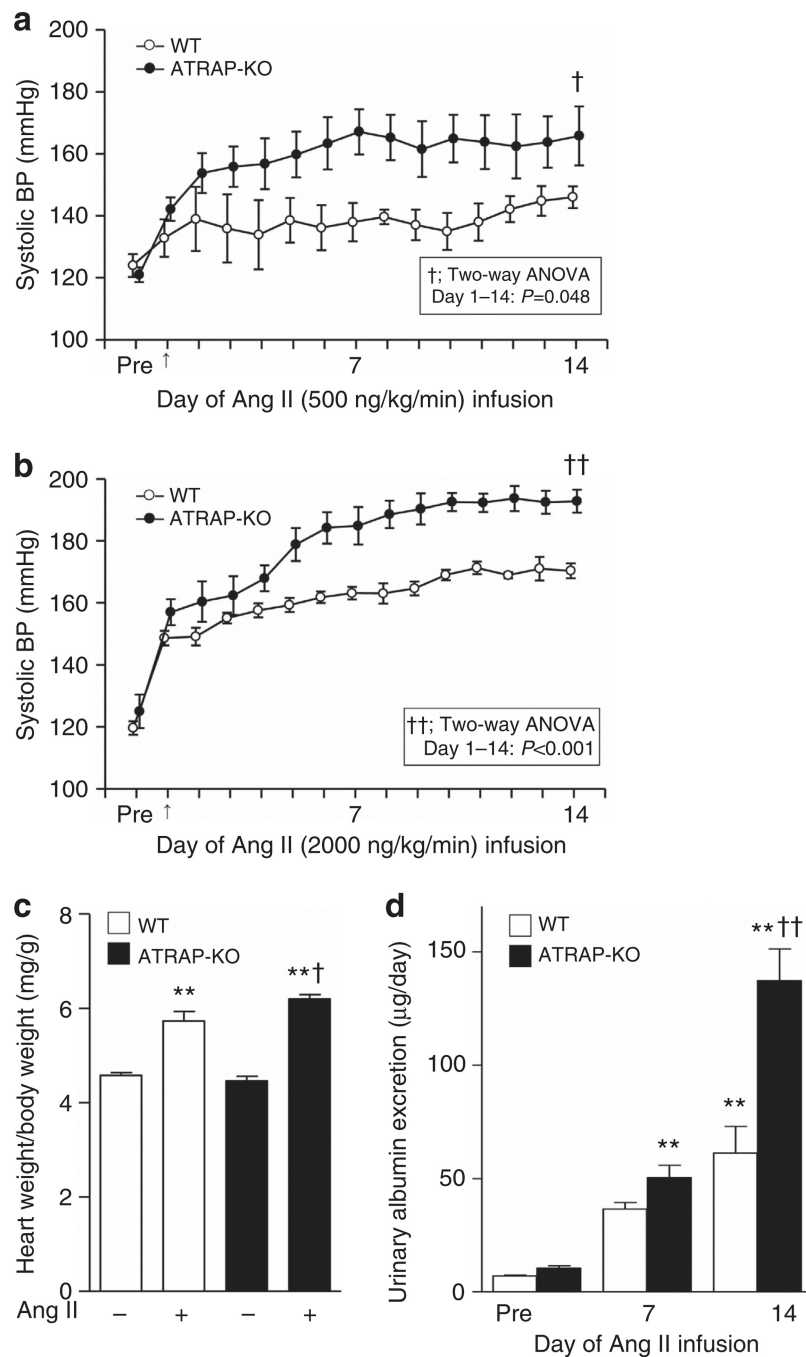 a
200
180
160
140
120
100
Systolic BP (mmHg)
WT
ATRAP-KO
†
†; Two-way ANOVA
Day 1–14: P=0.048
Pre ↑ 7 14
Day of Ang II (500 ng/kg/min) infusion
b
200
180
160
140
120
100
Systolic BP (mmHg)
WT
ATRAP-KO
††
††; Two-way ANOVA
Day 1–14: P<0.001
Pre ↑ 7 14
Day of Ang II (2000 ng/kg/min) infusion
c
8
6
4
2
0
Heart weight/body weight (mg/g)
WT
ATRAP-KO
**
**†
Ang II – + – +
d
150
100
50
0
Urinary albumin excretion (µg/day)
WT
ATRAP-KO
**
**
**††
Pre 7 14
Day of Ang II infusion